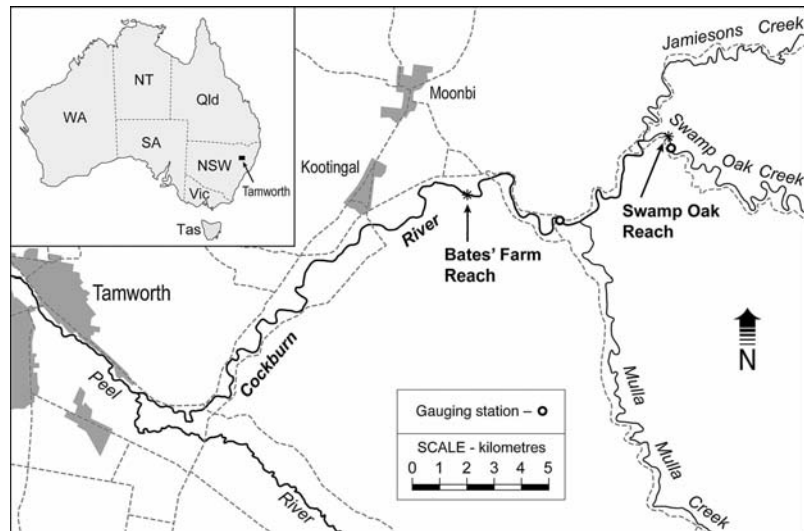 WA
NT
Qld
SA
NSW
Vic
Tas
Tamworth
Jamiesons Creek
Moonbi
Swamp Oak Creek
Kootingal
Swamp Oak
Reach
River
Bates' Farm
Reach
Tamworth
Cockburn
Peel
N
Mulla
Gauging station –
SCALE - kilometres
0 1 2 3 4 5
Mulla
River
Creek